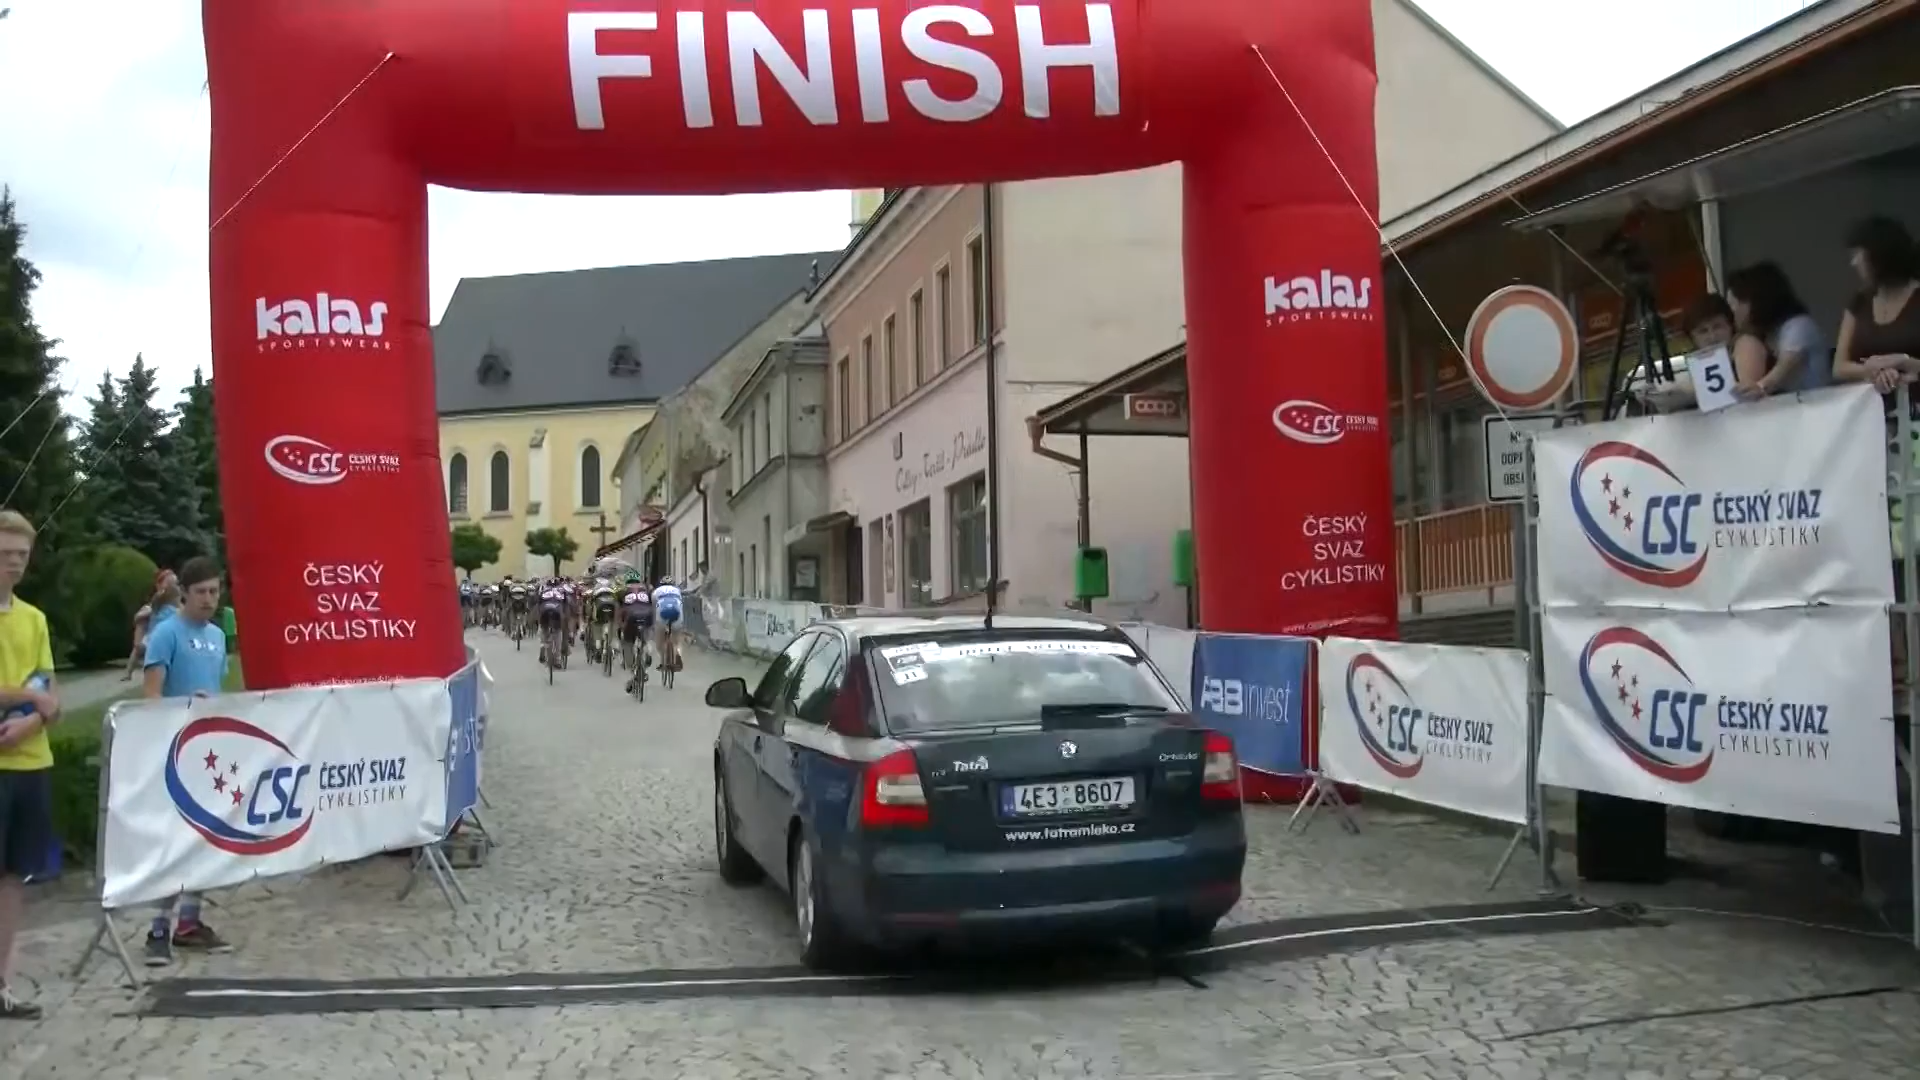 FINISH
kalas
SPORTSWEAR
kalas
SPORTSWEAR
CSC ČESKÝ SVAZ
CYKLISTIKY
CSC ČESKÝ SVAZ
CYKLISTIKY
ČESKÝ
SVAZ
CYKLISTIKY
ČESKÝ
SVAZ
CYKLISTIKY
coop
5
CSC ČESKÝ SVAZ
CYKLISTIKY
CSC ČESKÝ SVAZ
CYKLISTIKY
CSC ČESKÝ SVAZ
CYKLISTIKY
CSC ČESKÝ SVAZ
CYKLISTIKY
invest
Tatra
Octavia
4E3 8607
www.tatramleko.cz